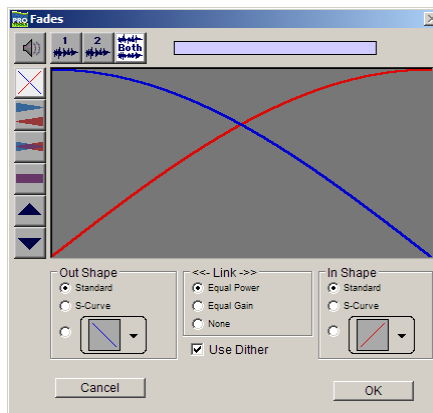 PRO Fades
1
2
Both
Out Shape
Standard
S-Curve
<<- Link ->>
Equal Power
Equal Gain
None
Use Dither
In Shape
Standard
S-Curve
Cancel
OK